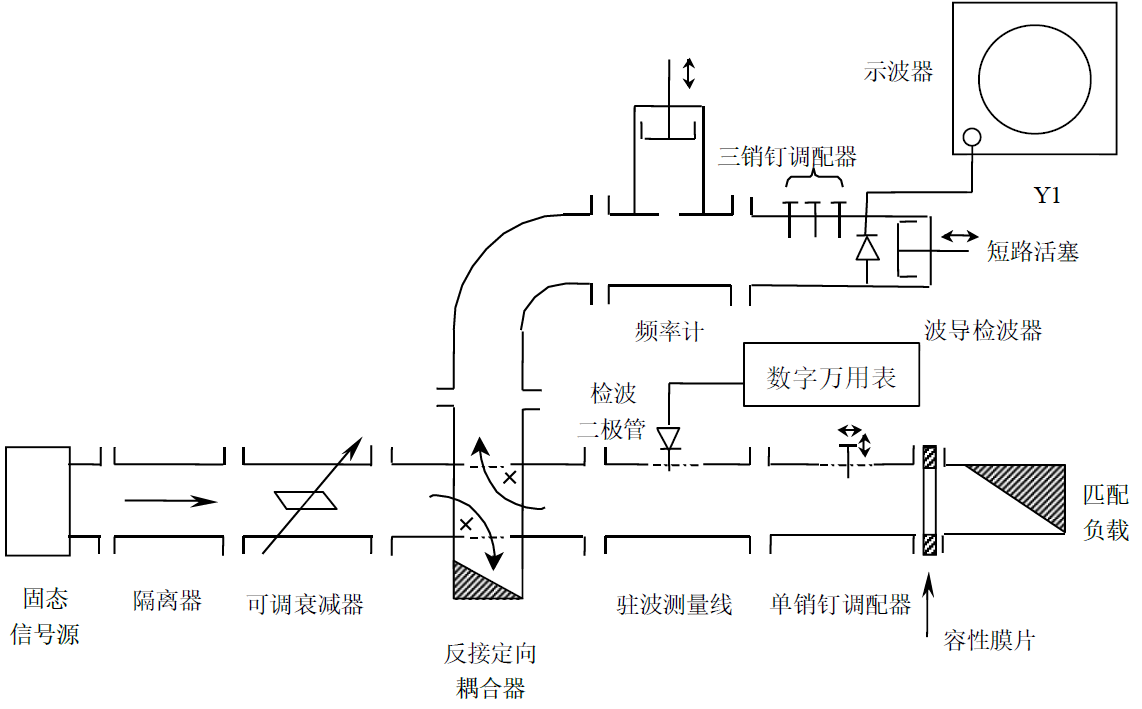 示波器
三销钉调配器
Y1
短路活塞
频率计
波导检波器
检波
二极管
数字万用表
匹配
负载
固态
信号源
隔离器
可调衰减器
反接定向
耦合器
驻波测量线
单销钉调配器
容性膜片